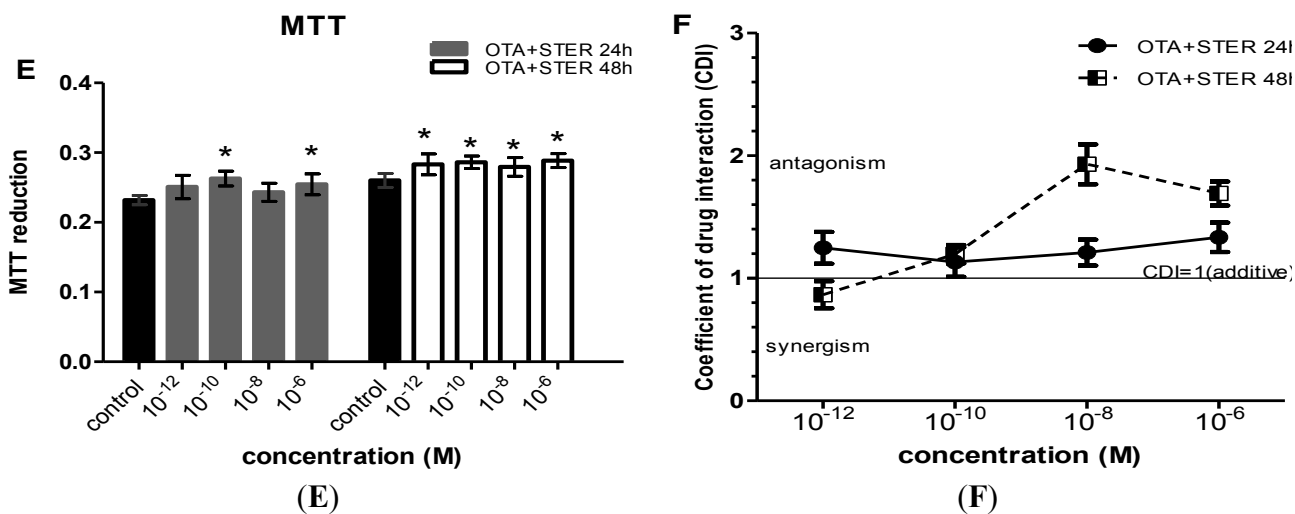 MTT
E
OTA+STER 24h
OTA+STER 48h
MTT reduction
0.4
0.3
0.2
0.1
0.0
*
*
*
*
*
*
control
10-12
10-10
10-8
10-6
control
10-12
10-10
10-8
10-6
concentration (M)
(E)
F
OTA+STER 24h
OTA+STER 48h
Coefficient of drug interaction (CDI)
3
2
1
0
antagonism
CDI=1(additive)
synergism
10-12
10-10
10-8
10-6
concentration (M)
(F)